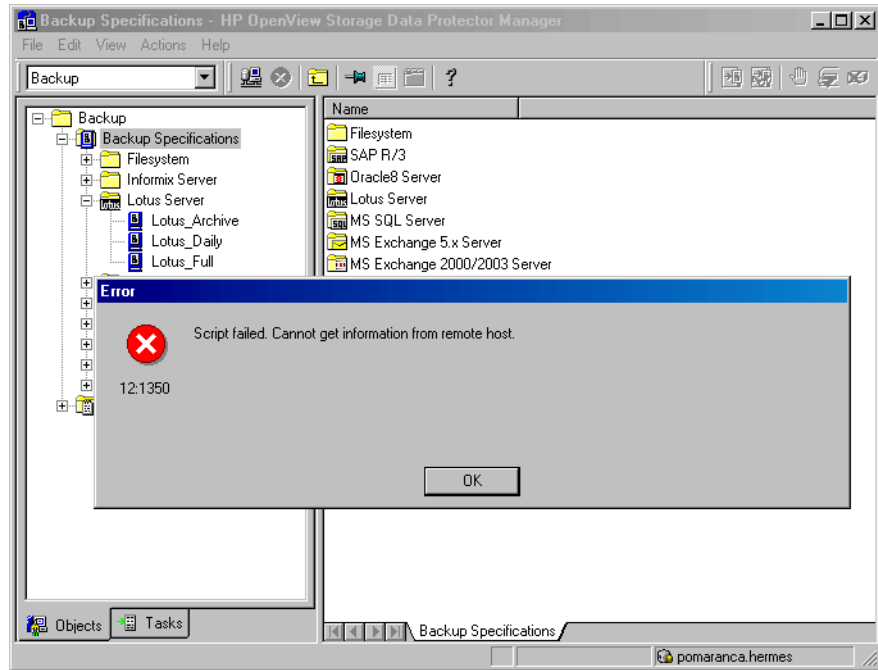 Backup Specifications - HP OpenView Storage Data Protector Manager
File Edit View Actions Help
Backup
Backup
Backup Specifications
Filesystem
Informix Server
Lotus Server
Lotus_Archive
Lotus_Daily
Lotus_Full
Name
Filesystem
SAP R/3
Oracle8 Server
Lotus Server
MS SQL Server
MS Exchange 5.x Server
MS Exchange 2000/2003 Server
Error
Script failed. Cannot get information from remote host.
12:1350
OK
Objects Tasks
Backup Specifications
pomaranca.hermes